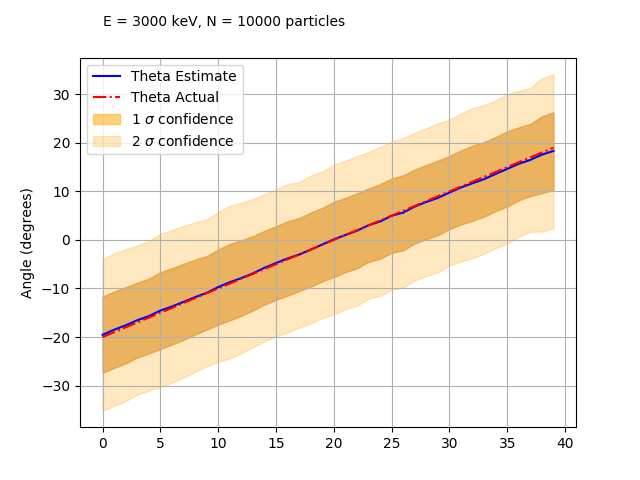 E = 3000 keV, N = 10000 particles
Theta Estimate
Theta Actual
1 σ confidence
2 σ confidence
Angle (degrees)
30
20
10
0
−10
−20
−30
0 5 10 15 20 25 30 35 40